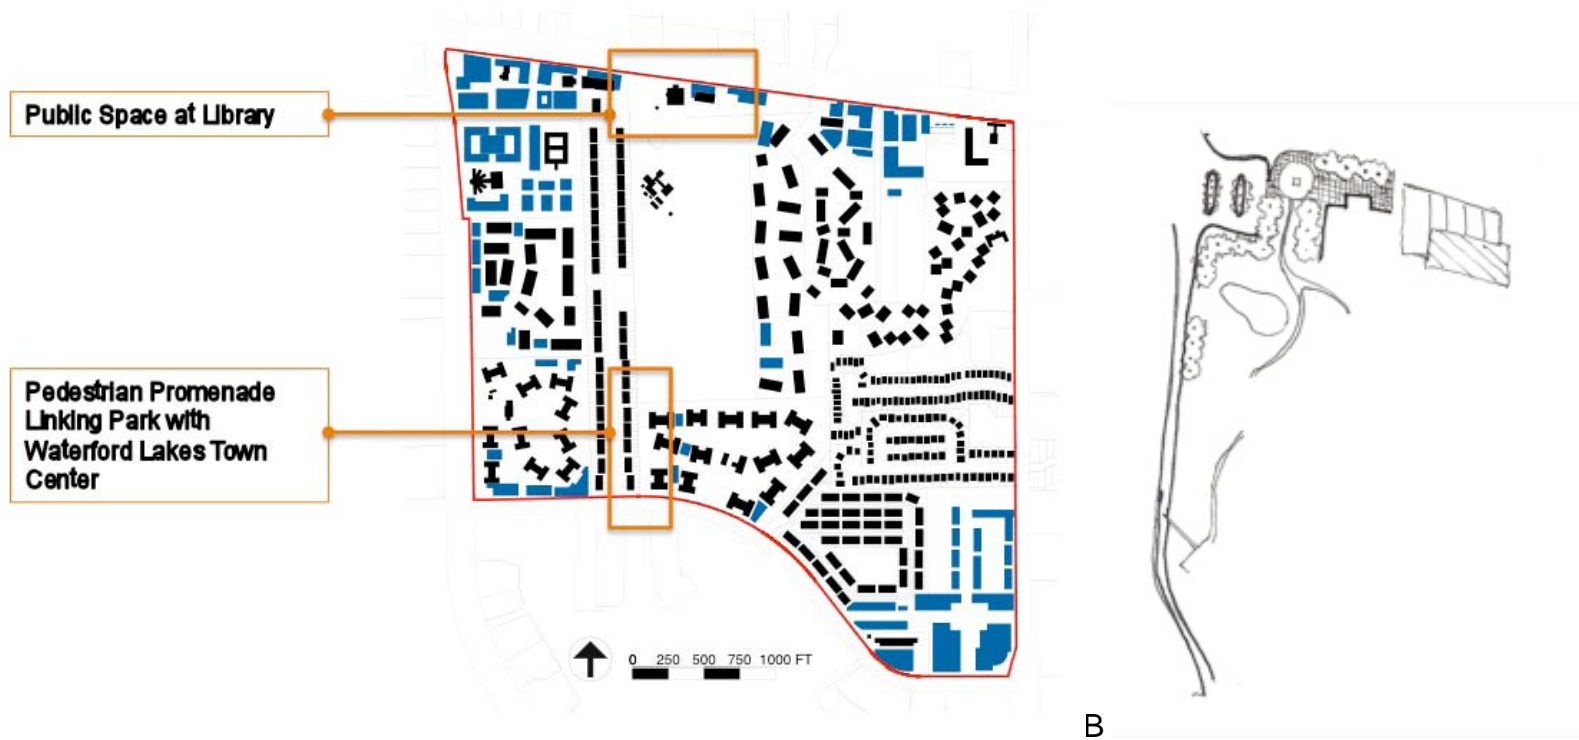 Public Space at Library
Pedestrian Promenade
Linking Park with
Waterford Lakes Town
Center
0 250 500 750 1000 FT
B